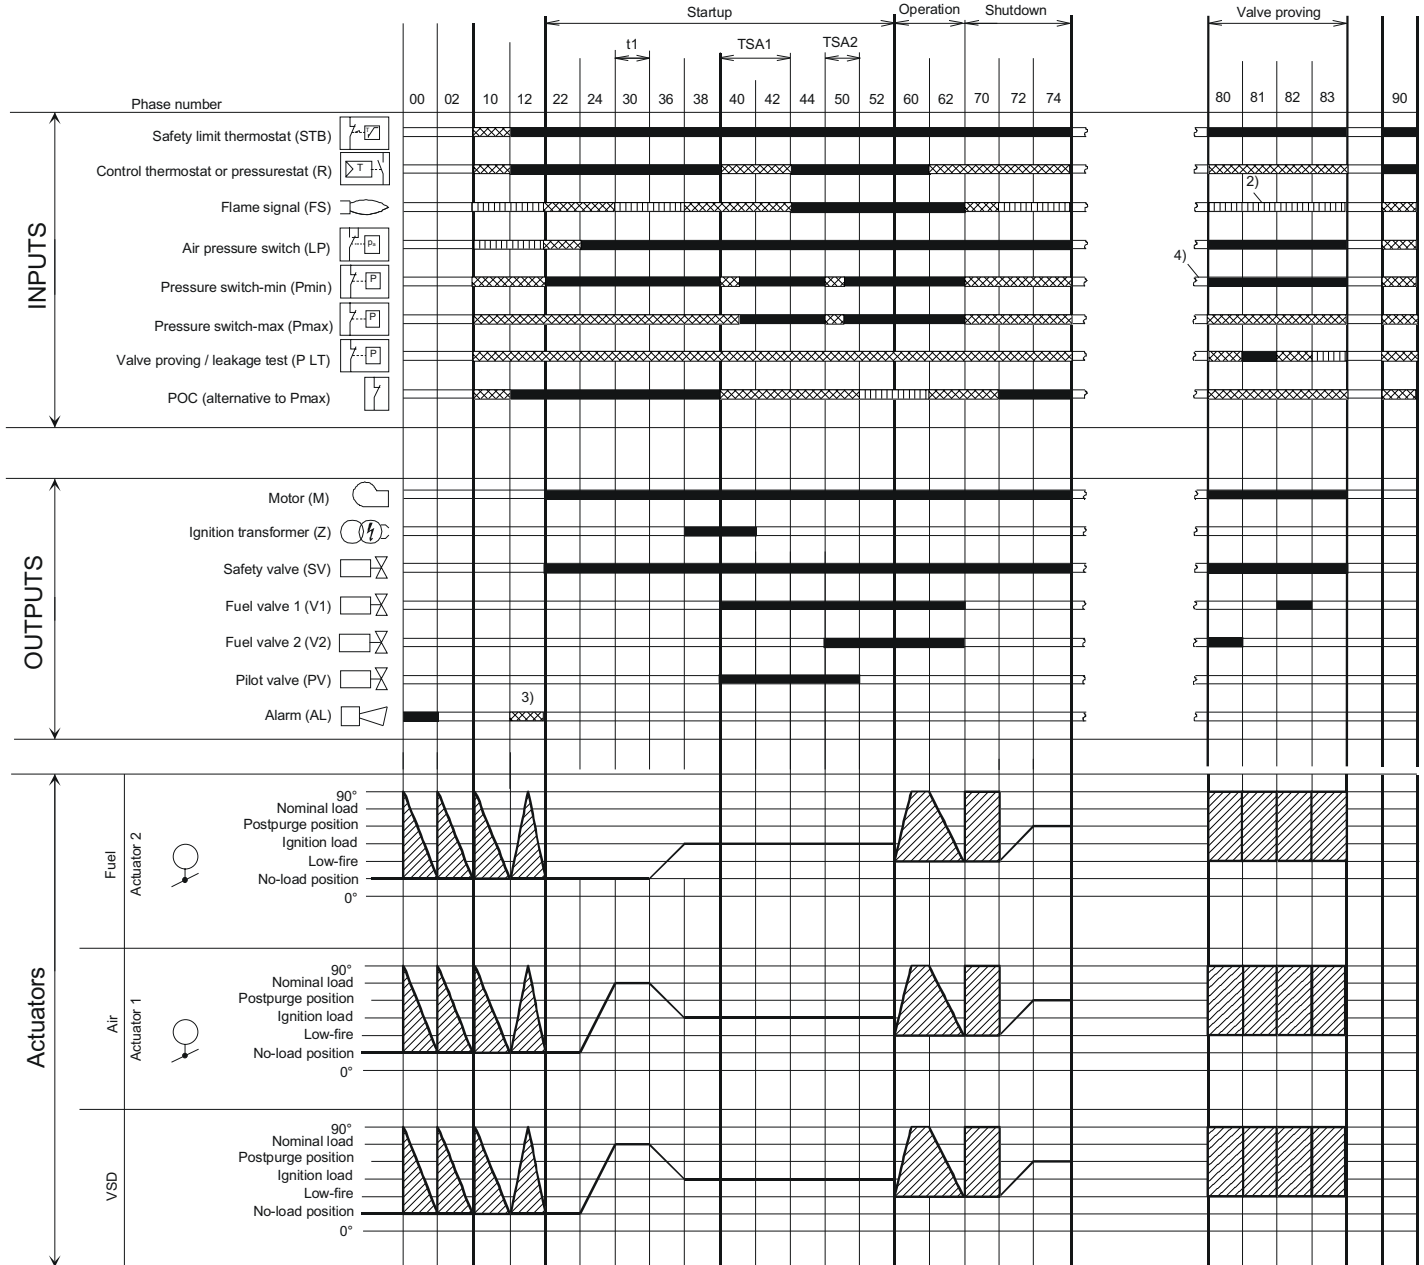 Startup Operation Shutdown Valve proving
t1 TSA1 TSA2
Phase number 00 02 10 12 22 24 30 36 38 40 42 44 50 52 60 62 70 72 74 80 81 82 83 90
INPUTS
Safety limit thermostat (STB)
Control thermostat or pressurestat (R) T
2)
Flame signal (FS)
Air pressure switch (LP)
4)
Pressure switch-min (Pmin) P
Pressure switch-max (Pmax) P
Valve proving / leakage test (P LT) P
POC (alternative to Pmax)
OUTPUTS
Motor (M)
Ignition transformer (Z)
Safety valve (SV)
Fuel valve 1 (V1)
Fuel valve 2 (V2)
Pilot valve (PV)
3)
Alarm (AL)
Actuators
Fuel
Actuator 2
90°
Nominal load
Postpurge position
Ignition load
Low-fire
No-load position
0°
Air
Actuator 1
90°
Nominal load
Postpurge position
Ignition load
Low-fire
No-load position
0°
VSD
90°
Nominal load
Postpurge position
Ignition load
Low-fire
No-load position
0°